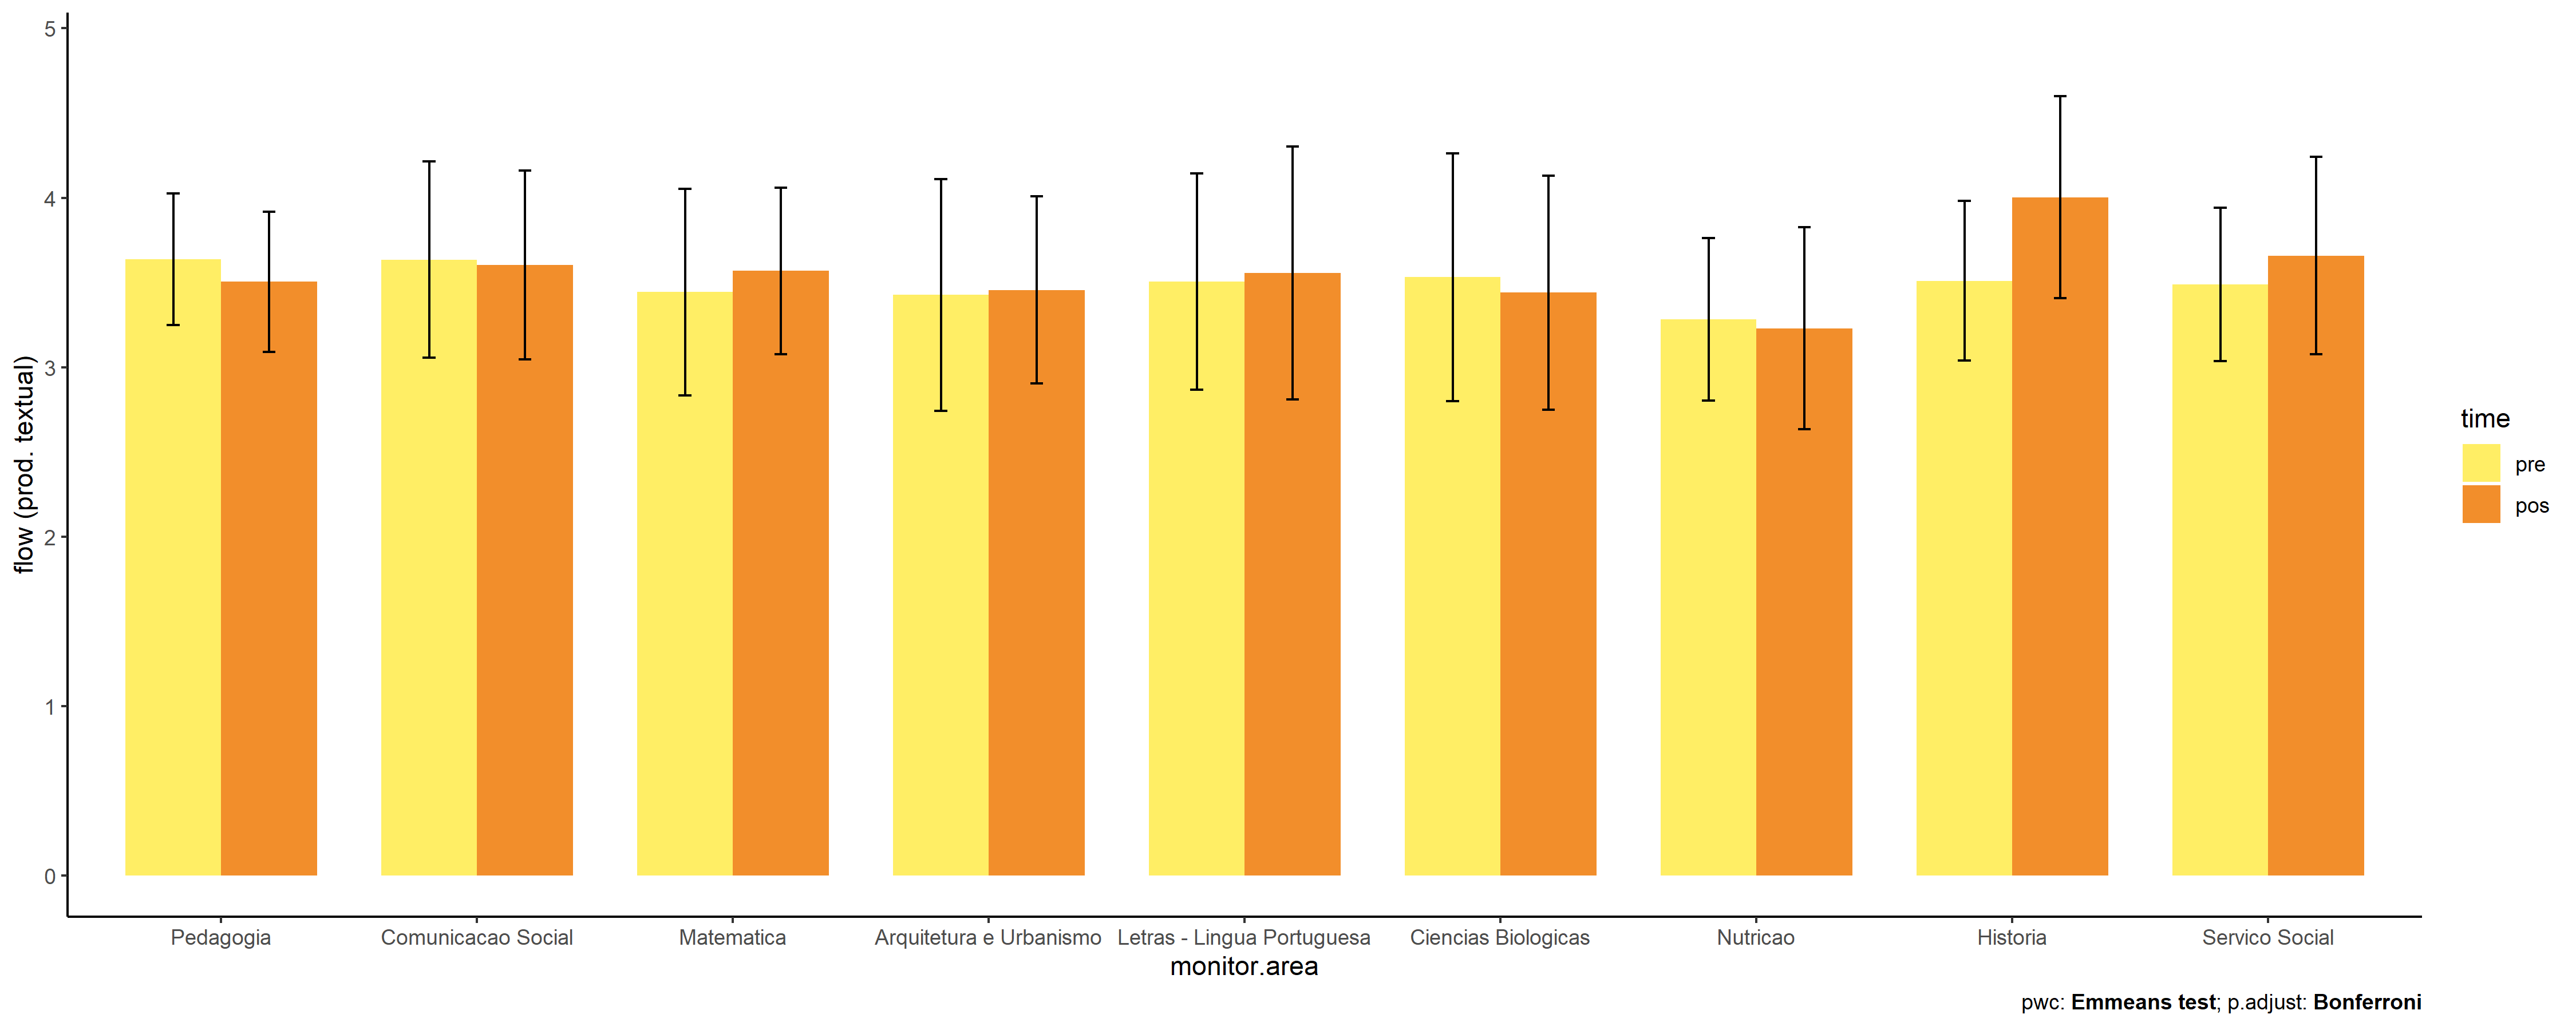 flow (prod. textual)
5
4
3
2
1
0
Pedagogia
Comunicacao Social
Matematica
Arquitetura e Urbanismo
Letras - Lingua Portuguesa
Ciencias Biologicas
Nutricao
Historia
Servico Social
monitor.area
time
pre
pos
pwc: Emmeans test; p.adjust: Bonferroni